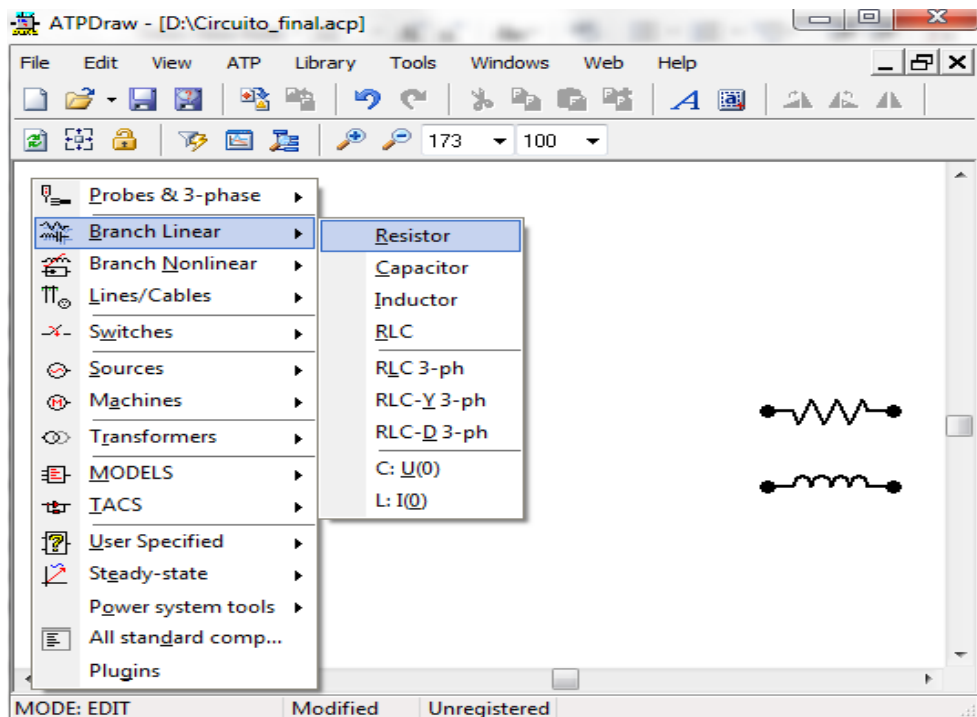 ATPDraw - [D:\Circuito_final.acp]
File Edit View ATP Library Tools Windows Web Help
173 100
Probes & 3-phase
Branch Linear
Branch Nonlinear
Lines/Cables
Switches
Sources
Machines
Transformers
MODELS
TACS
User Specified
Steady-state
Power system tools
All standard comp...
Plugins
Resistor
Capacitor
Inductor
RLC
RLC 3-ph
RLC-Y 3-ph
RLC-D 3-ph
C: U(0)
L: I(0)
MODE: EDIT Modified Unregistered